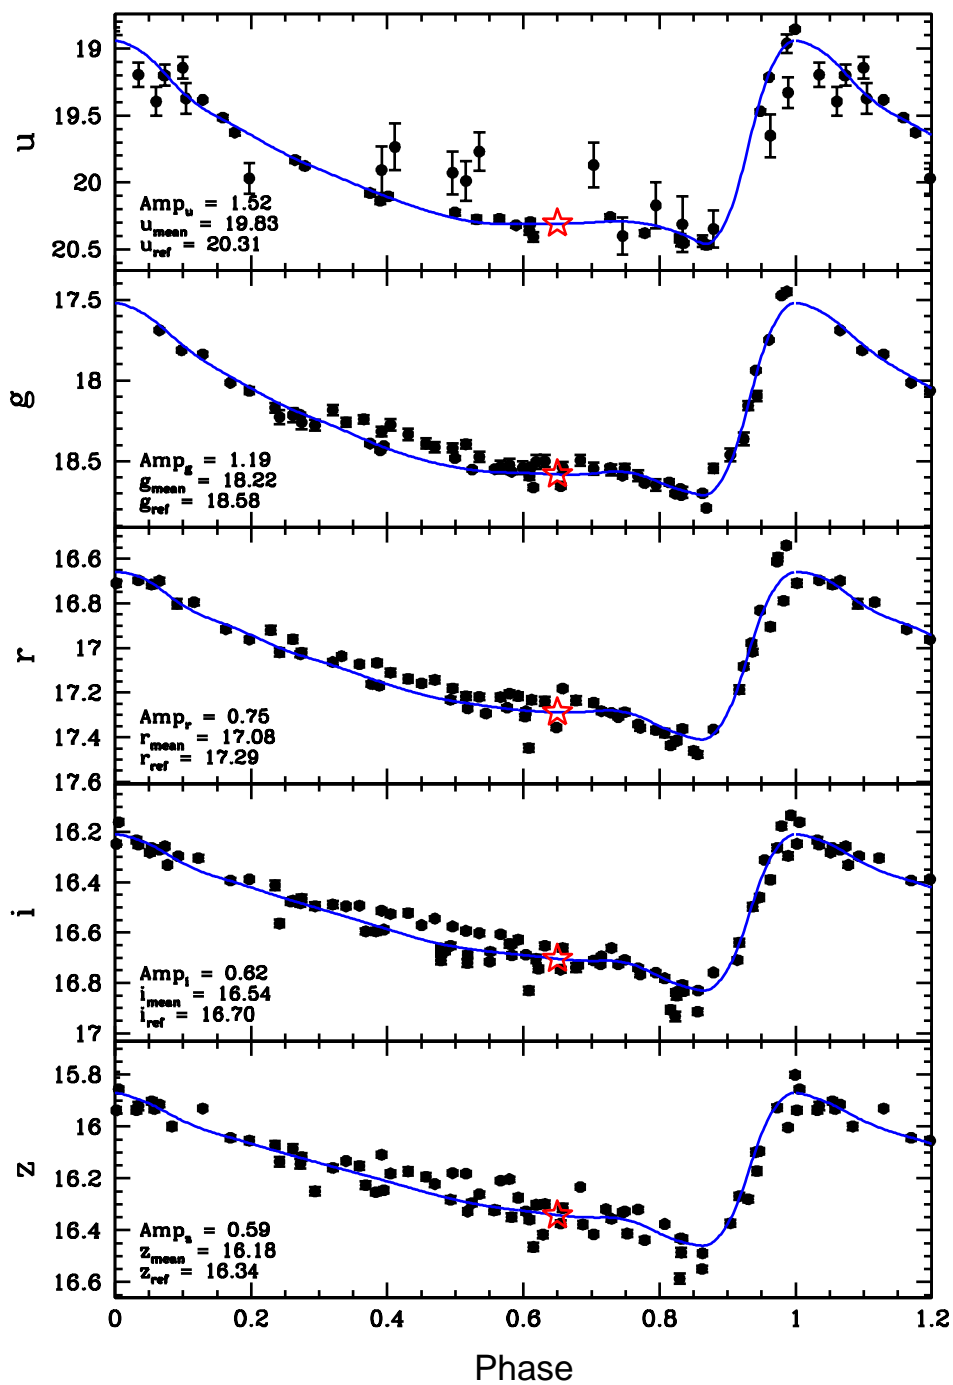 19
19.5
20
20.5
u
Amp_u = 1.52
u_mean = 19.83
u_ref = 20.31
17.5
18
18.5
g
Amp_g = 1.19
g_mean = 18.22
g_ref = 18.58
16.6
16.8
17
17.2
17.4
17.6
r
Amp_r = 0.75
r_mean = 17.08
r_ref = 17.29
16.2
16.4
16.6
16.8
17
i
Amp_i = 0.62
i_mean = 16.54
i_ref = 16.70
15.8
16
16.2
16.4
16.6
z
Amp_z = 0.59
z_mean = 16.18
z_ref = 16.34
0 0.2 0.4 0.6 0.8 1 1.2
Phase